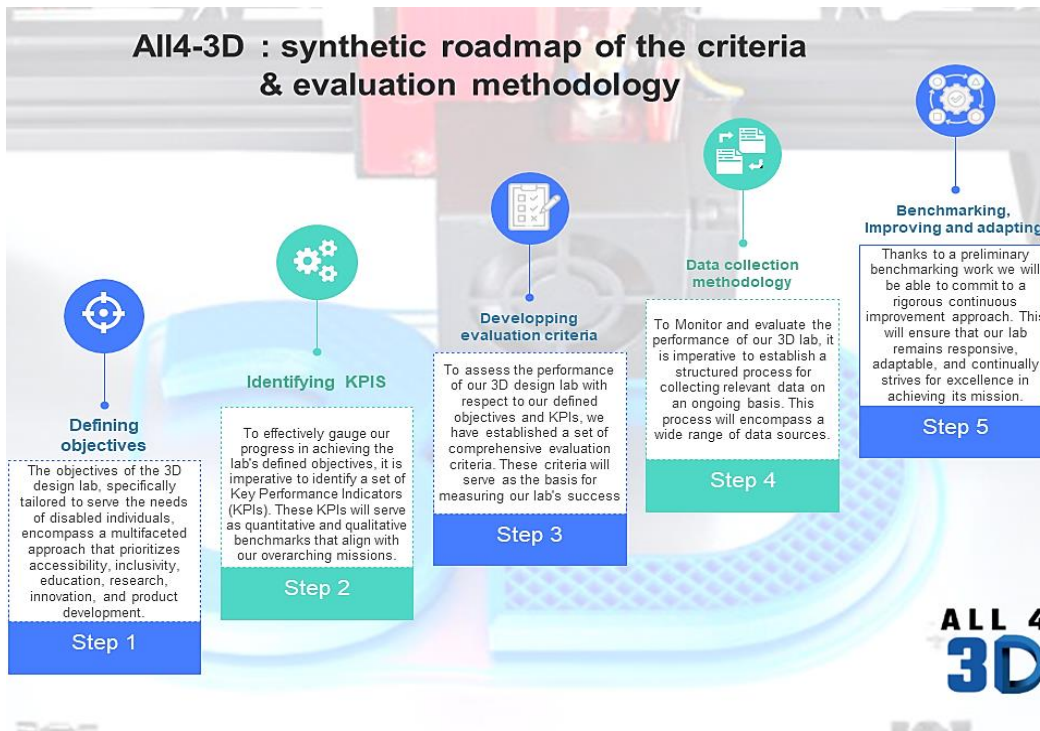 All4-3D : synthetic roadmap of the criteria
& evaluation methodology
Defining
objectives
The objectives of the 3D
design lab, specifically
tailored to serve the needs
of disabled individuals,
encompass a multifaceted
approach that prioritizes
accessibility, inclusivity,
education, research,
innovation, and product
development.
Step 1
Identifying KPIS
To effectively gauge our
progress in achieving the
lab's defined objectives, it is
imperative to identify a set of
Key Performance Indicators
(KPIs). These KPIs will serve
as quantitative and qualitative
benchmarks that align with
our overarching missions.
Step 2
Developping
evaluation criteria
To assess the performance
of our 3D design lab with
respect to our defined
objectives and KPIs, we
have established a set of
comprehensive evaluation
criteria. These criteria will
serve as the basis for
measuring our lab's success
Step 3
Data collection
methodology
To Monitor and evaluate the
performance of our 3D lab, it
is imperative to establish a
structured process for
collecting relevant data on
an ongoing basis. This
process will encompass a
wide range of data sources.
Step 4
Benchmarking,
Improving and adapting
Thanks to a preliminary
benchmarking work we will
be able to commit to a
rigorous continuous
improvement approach. This
will ensure that our lab
remains responsive,
adaptable, and continually
strives for excellence in
achieving its mission.
Step 5
ALL 4
3D